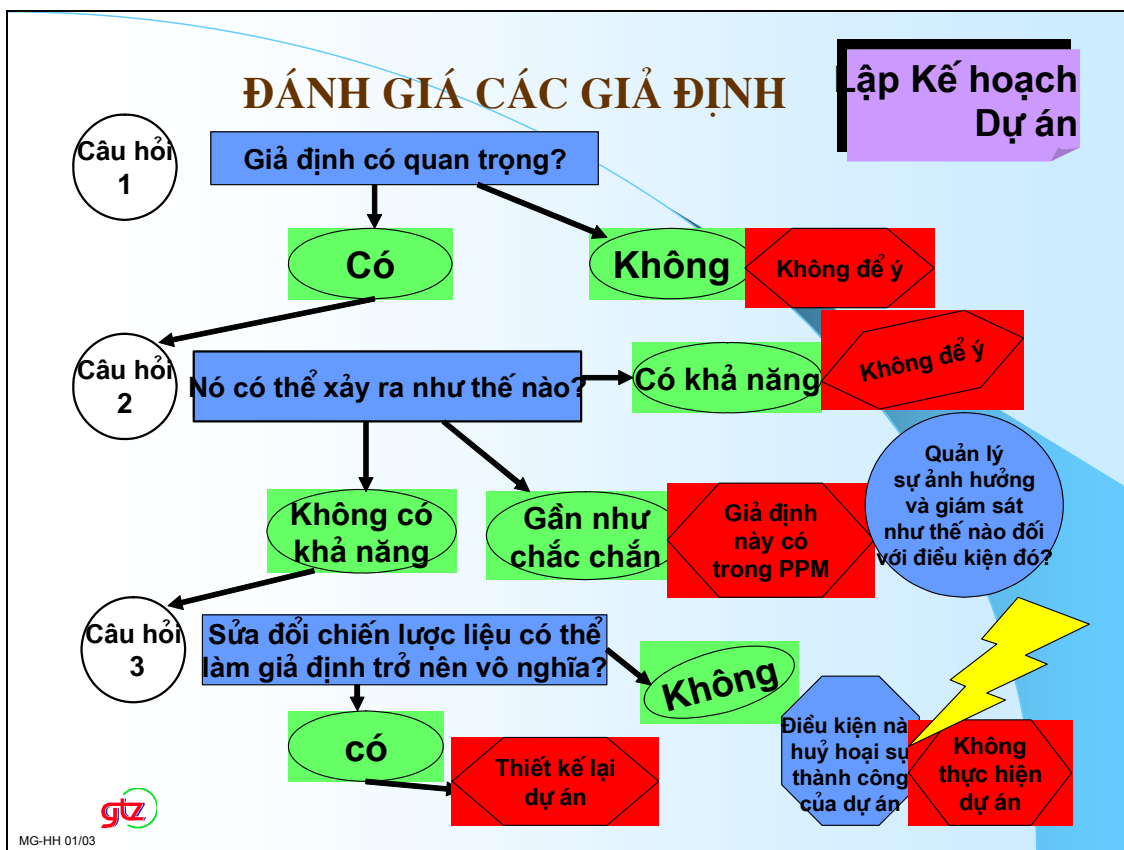 ĐÁNH GIÁ CÁC GIẢ ĐỊNH
Lập Kế hoạch
Dự án
Câu hỏi
1
Giả định có quan trọng?
Có
Không
Không để ý
Câu hỏi
2
Nó có thể xảy ra như thế nào?
Có khả năng
Không để ý
Quản lý
sự ảnh hưởng
và giám sát
như thế nào đối
với điều kiện đó?
Không có
khả năng
Gần như
chắc chắn
Giả định
này có
trong PPM
Câu hỏi
3
Sửa đổi chiến lược liệu có thể
làm giả định trở nên vô nghĩa?
Không
có
Thiết kế lại
dự án
Điều kiện nà
huỷ hoại sự
thành công
của dự án
Không
thực hiện
dự án
gtz
MG-HH 01/03